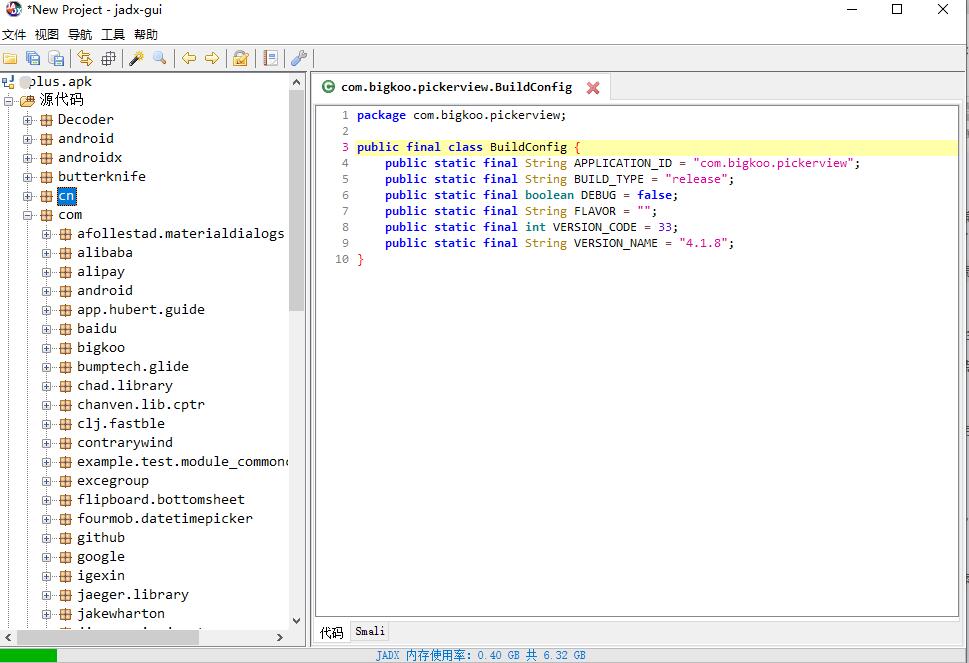 *New Project - jadx-gui
文件 视图 导航 工具 帮助
plus.apk
源代码
Decoder
android
androidx
butterknife
cn
com
afollestad.materialdialogs
alibaba
alipay
android
app.hubert.guide
baidu
bigkoo
bumptech.glide
chad.library
chanven.lib.cptr
clj.fastble
contrarywind
example.test.module_commonc
excegroup
flipboard.bottomsheet
fourmob.datetimepicker
github
google
igexin
jaeger.library
jakewharton
com.bigkoo.pickerview.BuildConfig
1 package com.bigkoo.pickerview;
2
3 public final class BuildConfig {
4 public static final String APPLICATION_ID = "com.bigkoo.pickerview";
5 public static final String BUILD_TYPE = "release";
6 public static final boolean DEBUG = false;
7 public static final String FLAVOR = "";
8 public static final int VERSION_CODE = 33;
9 public static final String VERSION_NAME = "4.1.8";
10 }
代码 Smali
JADX 内存使用率: 0.40 GB 共 6.32 GB